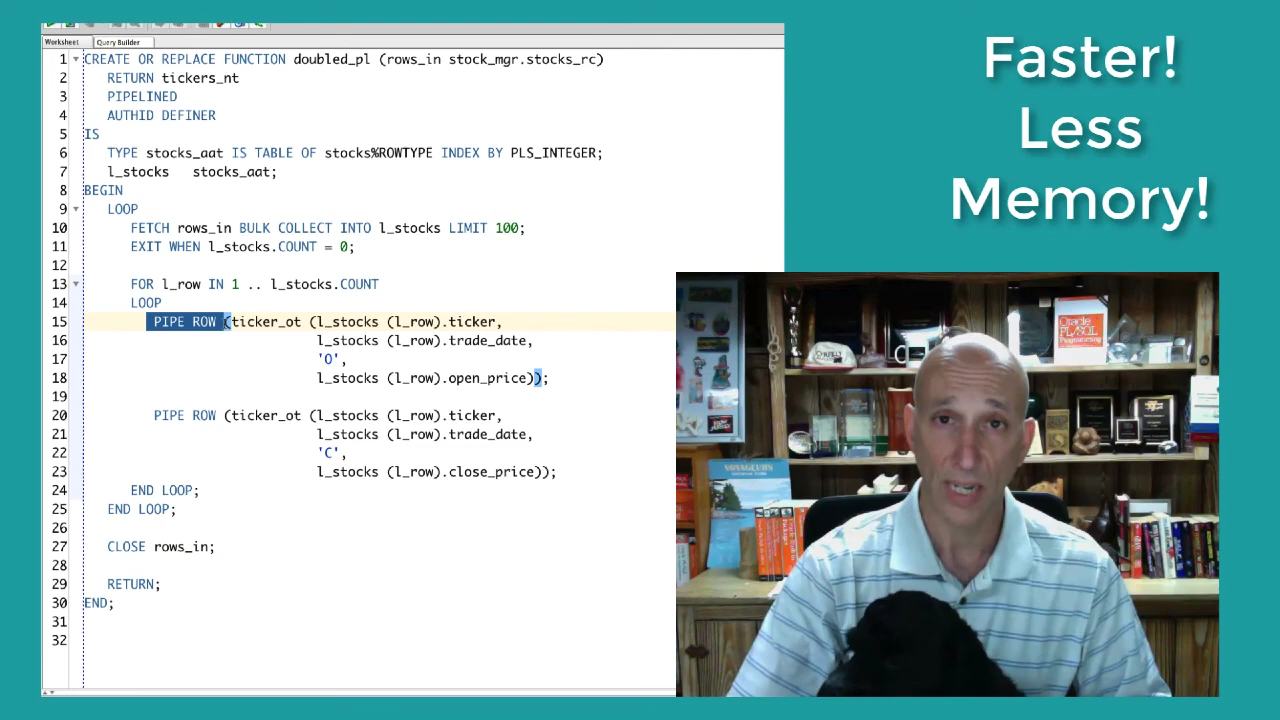 Worksheet
Query Builder
1 CREATE OR REPLACE FUNCTION doubled_pl (rows_in stock_mgr.stocks_rc)
2 RETURN tickers_nt
3 PIPELINED
4 AUTHID DEFINER
5 IS
6 TYPE stocks_aat IS TABLE OF stocks%ROWTYPE INDEX BY PLS_INTEGER;
7 l_stocks stocks_aat;
8 BEGIN
9 LOOP
10 FETCH rows_in BULK COLLECT INTO l_stocks LIMIT 100;
11 EXIT WHEN l_stocks.COUNT = 0;
12
13 FOR l_row IN 1 .. l_stocks.COUNT
14 LOOP
15 PIPE ROW (ticker_ot (l_stocks (l_row).ticker,
16 l_stocks (l_row).trade_date,
17 'O',
18 l_stocks (l_row).open_price));
19
20 PIPE ROW (ticker_ot (l_stocks (l_row).ticker,
21 l_stocks (l_row).trade_date,
22 'C',
23 l_stocks (l_row).close_price));
24 END LOOP;
25 END LOOP;
26
27 CLOSE rows_in;
28
29 RETURN;
30 END;
31
32
Faster!
Less
Memory!
Oracle
PL/SQL
Programming
O'REILLY
VOYAGEURS